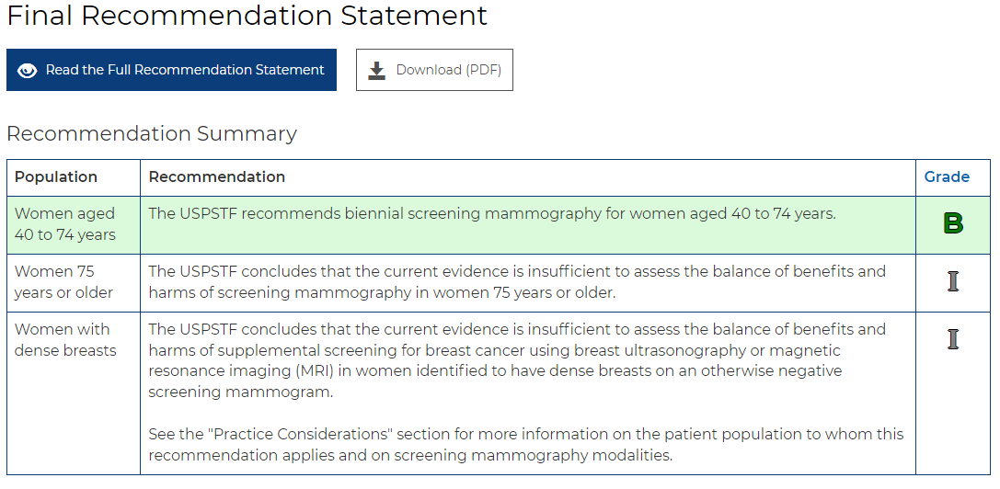 Final Recommendation Statement
Read the Full Recommendation Statement
Download (PDF)
Recommendation Summary
Population
Recommendation
Grade
Women aged
40 to 74 years
The USPSTF recommends biennial screening mammography for women aged 40 to 74 years.
B
Women 75
years or older
The USPSTF concludes that the current evidence is insufficient to assess the balance of benefits and
harms of screening mammography in women 75 years or older.
I
Women with
dense breasts
The USPSTF concludes that the current evidence is insufficient to assess the balance of benefits and
harms of supplemental screening for breast cancer using breast ultrasonography or magnetic
resonance imaging (MRI) in women identified to have dense breasts on an otherwise negative
screening mammogram.
See the "Practice Considerations" section for more information on the patient population to whom this
recommendation applies and on screening mammography modalities.
I